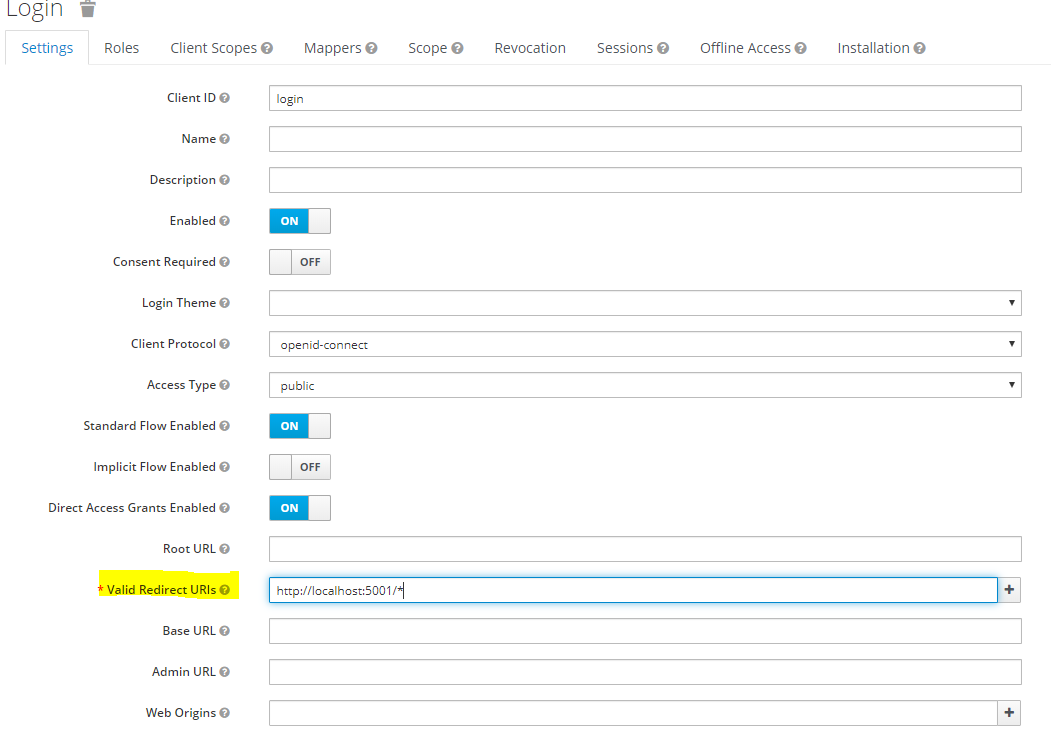 Login
Settings Roles Client Scopes Mappers Scope Revocation Sessions Offline Access Installation
Client ID login
Name
Description
Enabled ON
Consent Required OFF
Login Theme
Client Protocol openid-connect
Access Type public
Standard Flow Enabled ON
Implicit Flow Enabled OFF
Direct Access Grants Enabled ON
Root URL
* Valid Redirect URIs http://localhost:5001/* +
Base URL
Admin URL
Web Origins +